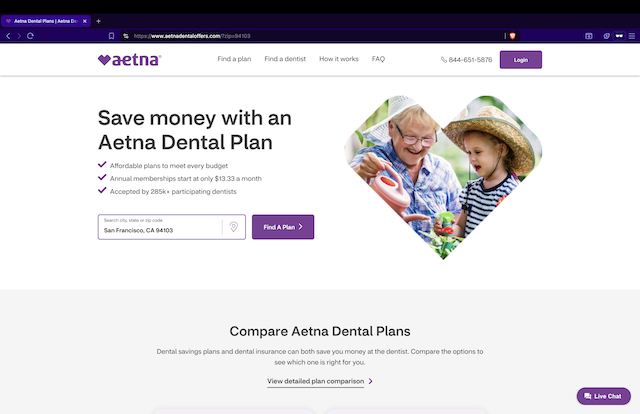 Aetna Dental Plans | Aetna De
https://www.aetnadentaloffers.com/?zip=94103
aetna
Find a plan
Find a dentist
How it works
FAQ
844-651-5876
Login
Save money with an
Aetna Dental Plan
Affordable plans to meet every budget
Annual memberships start at only $13.33 a month
Accepted by 285k+ participating dentists
Search city, state or zip code
San Francisco, CA 94103
Find A Plan
Compare Aetna Dental Plans
Dental savings plans and dental insurance can both save you money at the dentist. Compare the options to
see which one is right for you.
View detailed plan comparison
Live Chat